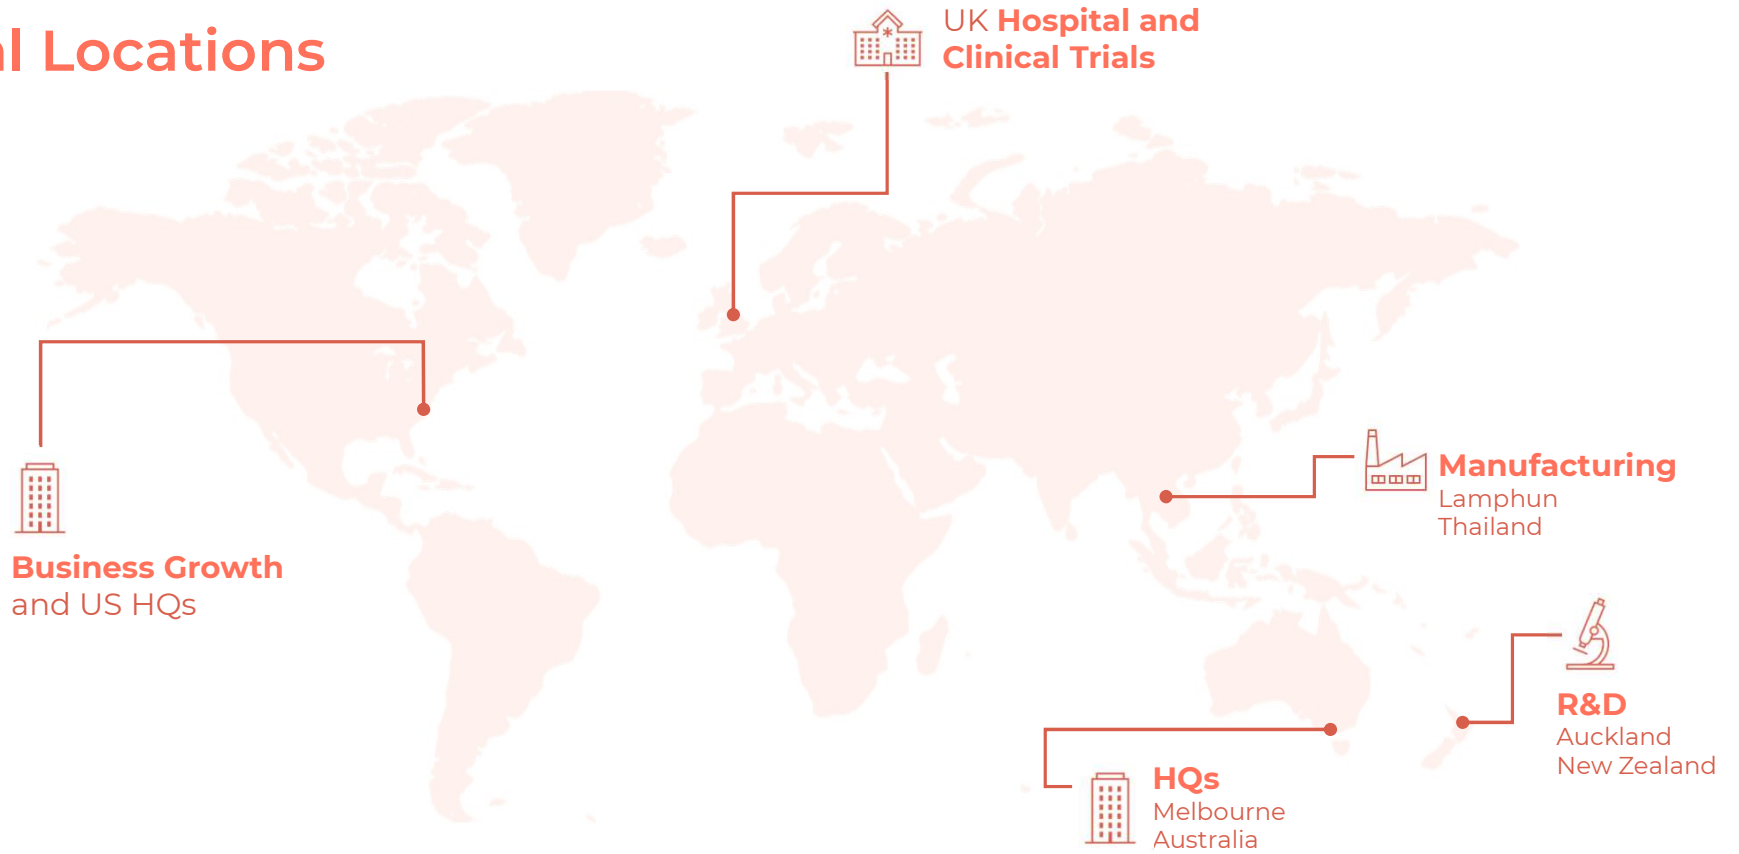 l Locations
UK Hospital and
Clinical Trials
Business Growth
and US HQs
Manufacturing
Lamphun
Thailand
R&D
Auckland
New Zealand
HQs
Melbourne
Australia